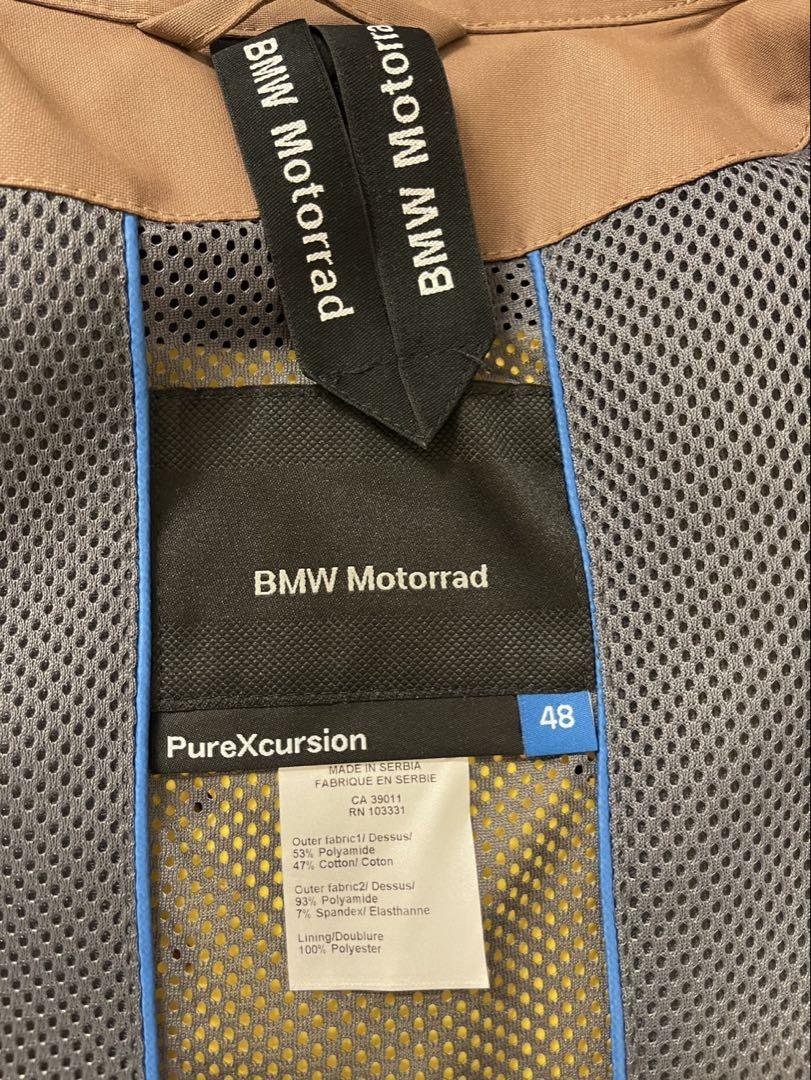 BMW Motorrad
BMW Motorra
BMW Motorrad
PureXcursion
48
MADE IN SERBIA
FABRIQUE EN SERBIE
CA 39011
RN 103331
Outer fabric1/ Dessus/
53% Polyamide
47% Cotton/ Coton
Outer fabric2/ Dessus/
93% Polyamide
7% Spandex/ Elasthanne
Lining/Doublure
100% Polyester